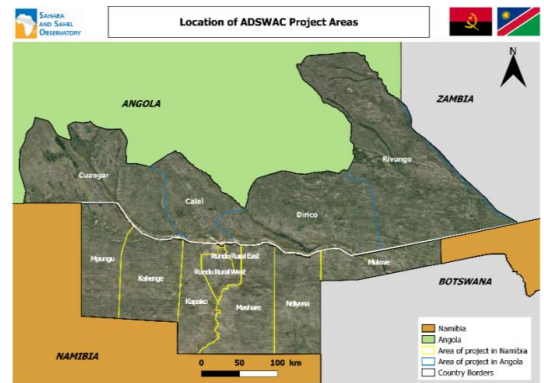 SAHARA
AND SAHEL
OBSERVATORY
Location of ADSWAC Project Areas
N
ANGOLA
ZAMBIA
Rivungo
Cuangar
Calai
Dirico
Rundu Rural East
Mpungu
Mukwe
Kahenge
Rundu Rural West
Kapako
Mashare
Ndiyona
BOTSWANA
NAMIBIA
0 50 100 km
Namibia
Angola
Area of project in Namibia
Area of project in Angola
Country Borders